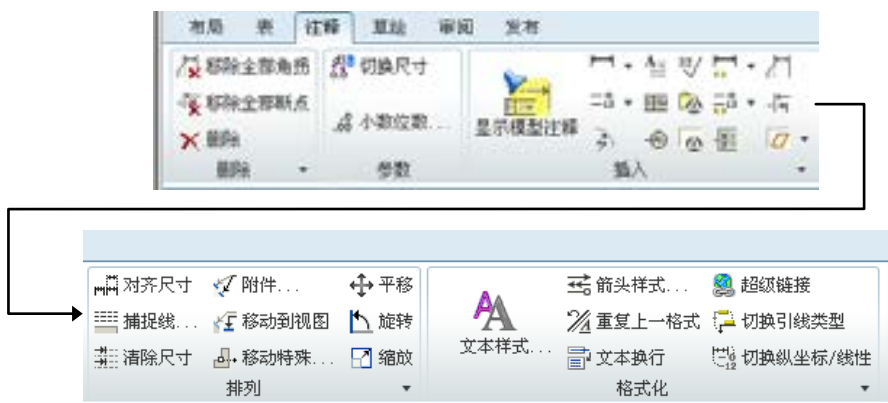 布局 表 注释 草绘 审阅 发布
移除全部角拐 切换尺寸
移除全部断点 小数位数...
删除 显示模型注释
删除 参数 插入
对齐尺寸 附件... 平移
捕捉线... 移动到视图 旋转
清除尺寸 移动特殊... 缩放
排列
箭头样式... 超级链接
文本样式... 重复上一格式 切换引线类型
文本换行 切换纵坐标/线性
格式化